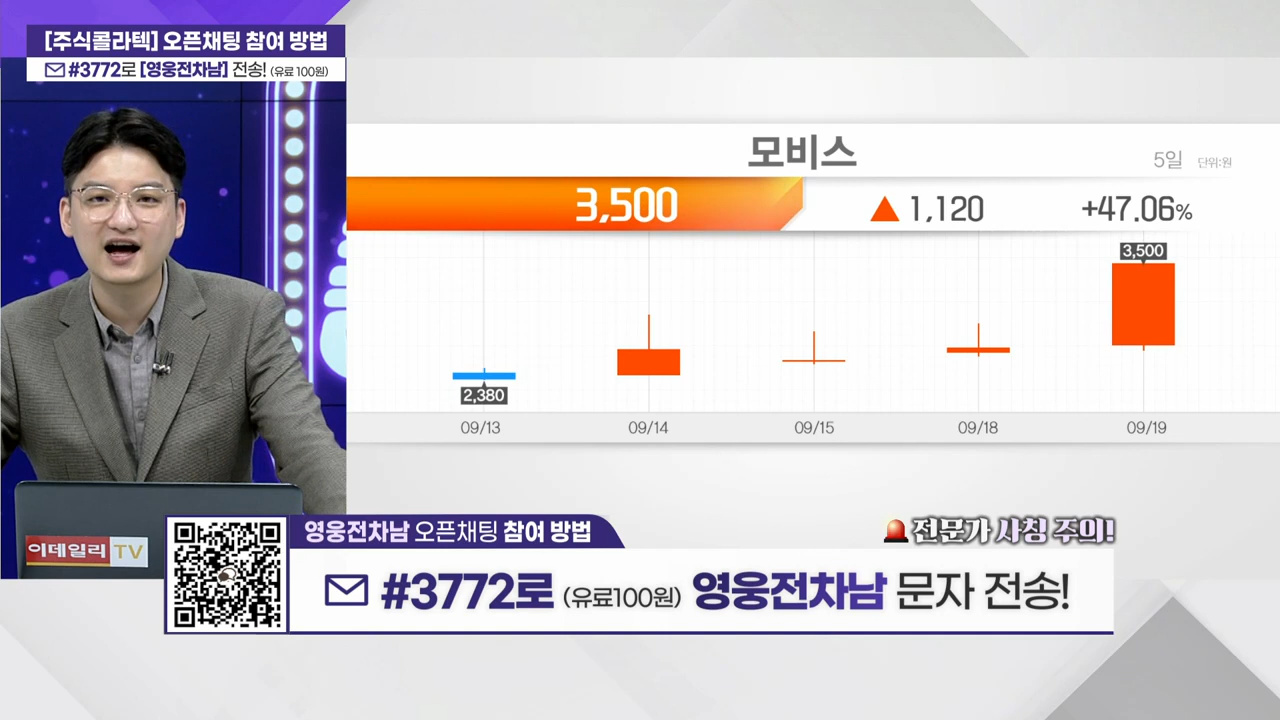 [주식콜라텍] 오픈채팅 참여 방법
#3772로 [영웅전차남] 전송! (유료 100원)
모비스
5일 단위:원
3,500 ▲ 1,120 +47.06%
3,500
2,380
09/13 09/14 09/15 09/18 09/19
이데일리 TV
영웅전차남 오픈채팅 참여 방법
전문가 사칭 주의!
#3772로 (유료100원) 영웅전차남 문자 전송!